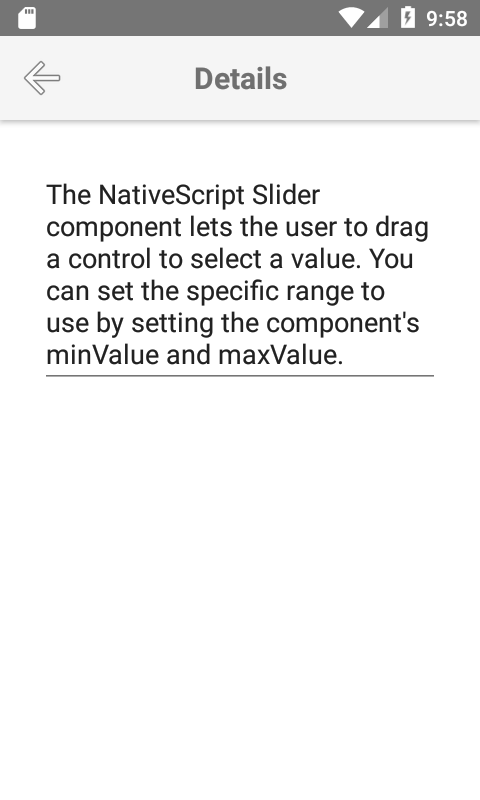 9:58
Details
The NativeScript Slider
component lets the user to drag
a control to select a value. You
can set the specific range to
use by setting the component's
minValue and maxValue.